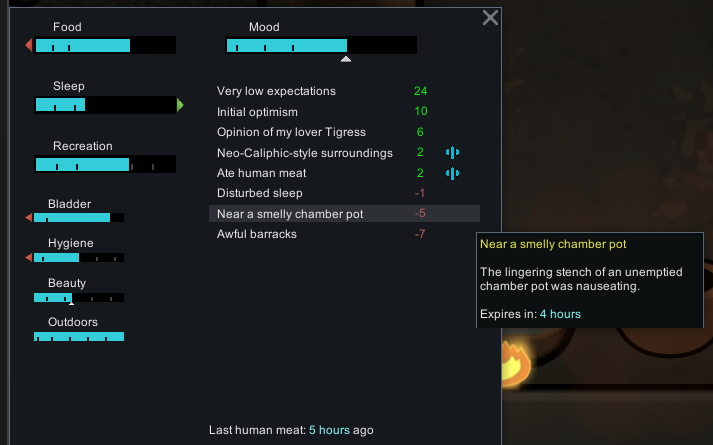 Food
Mood
Sleep
Recreation
Bladder
Hygiene
Beauty
Outdoors
Very low expectations 24
Initial optimism 10
Opinion of my lover Tigress 6
Neo-Caliphic-style surroundings 2
Ate human meat 2
Disturbed sleep -1
Near a smelly chamber pot -5
Awful barracks -7
Near a smelly chamber pot
The lingering stench of an unemptied
chamber pot was nauseating.
Expires in: 4 hours
Last human meat: 5 hours ago